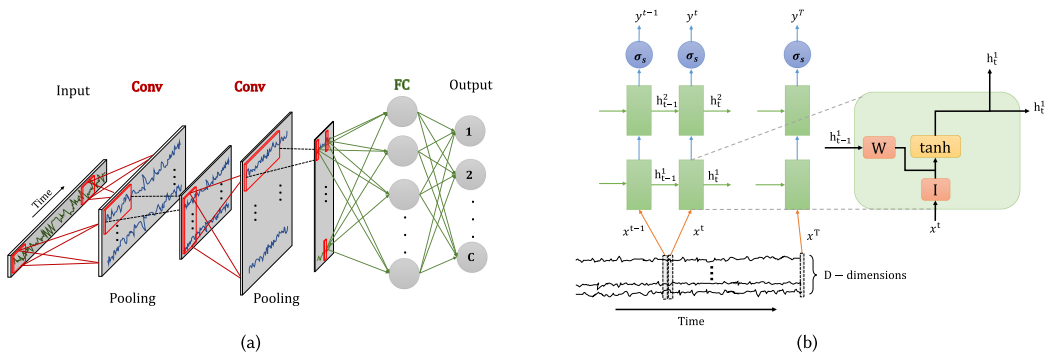 Input
Conv
Conv
FC
Output
Time
1
2
C
Pooling
Pooling
(a)
y^{t-1}
y^t
y^T
σ_s
σ_s
σ_s
h^2_{t-1}
h^2_t
h^1_{t-1}
h^1_t
x^{t-1}
x^t
x^T
h^1_t
h^1_t
h^1_{t-1}
W
tanh
I
x^t
D – dimensions
Time
(b)